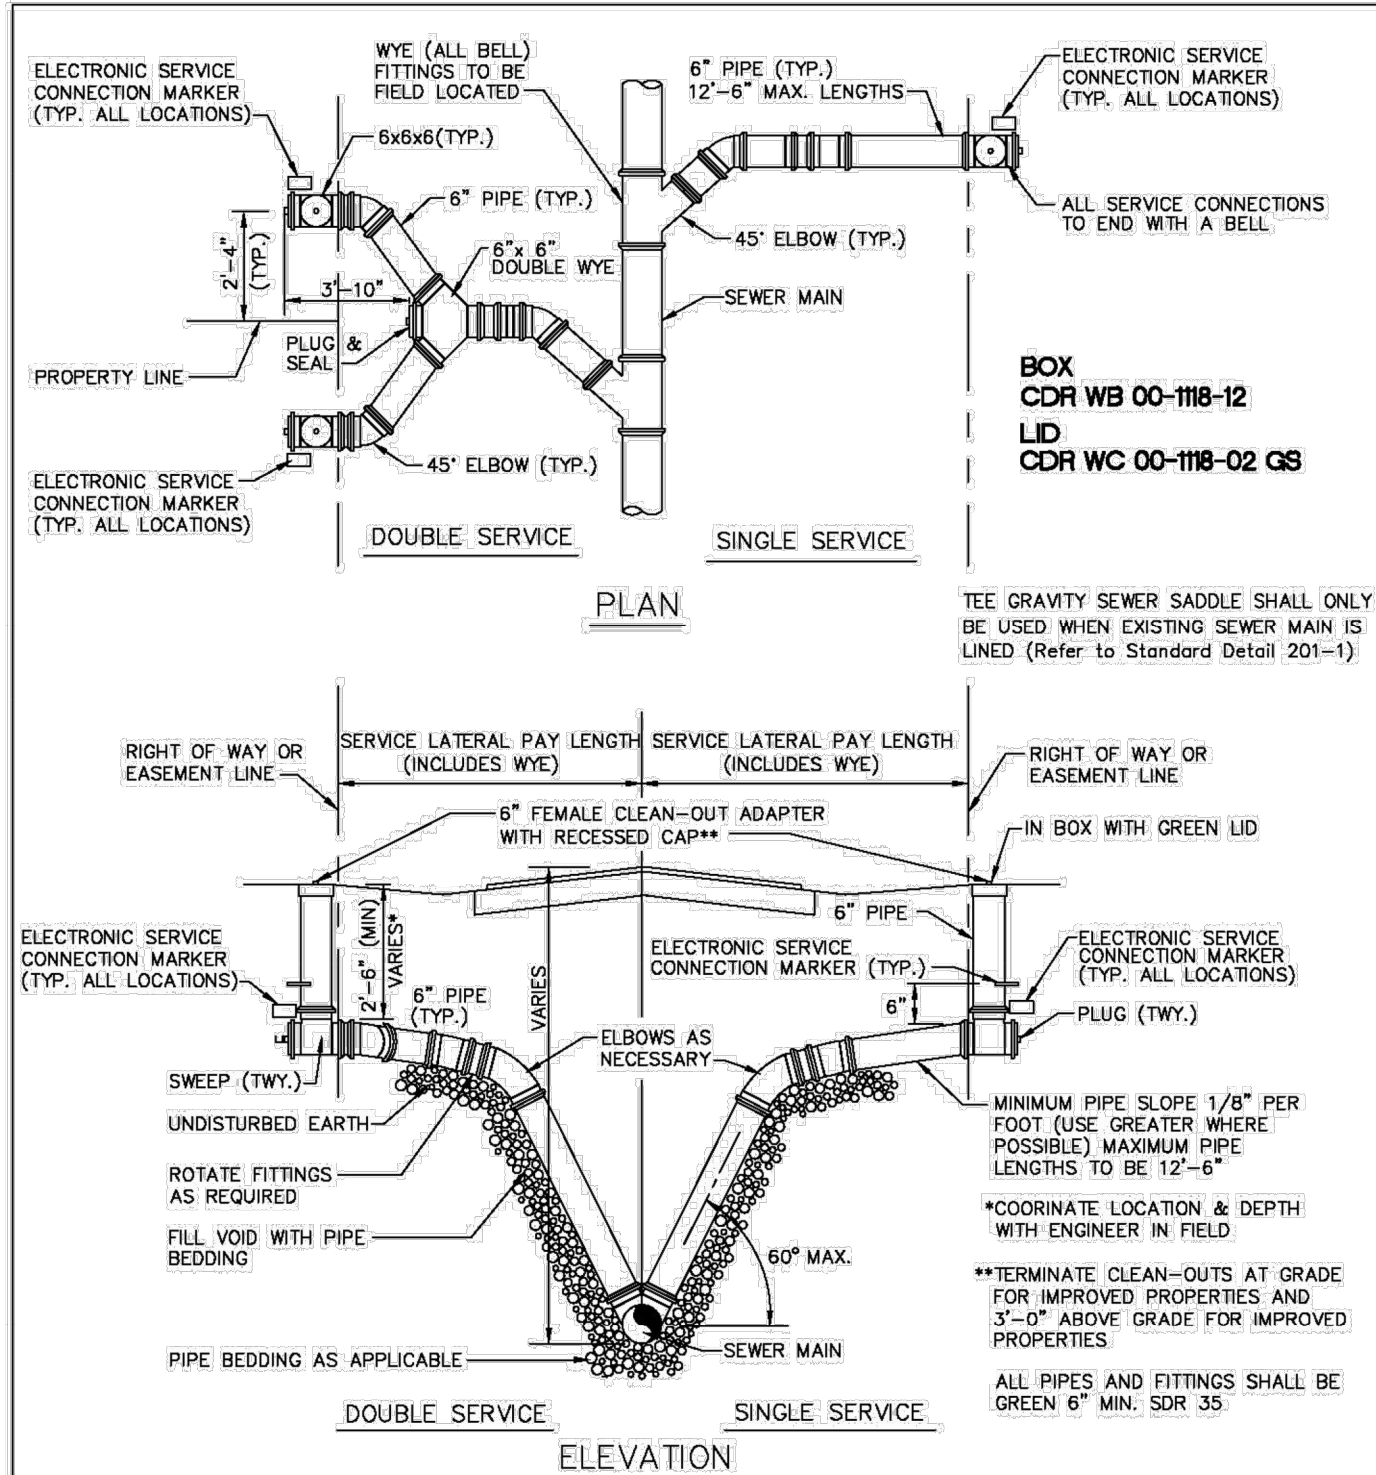 ELECTRONIC SERVICE
CONNECTION MARKER
(TYP. ALL LOCATIONS)
WYE (ALL BELL)
FITTINGS TO BE
FIELD LOCATED
6" PIPE (TYP.)
12'-6" MAX. LENGTHS
ELECTRONIC SERVICE
CONNECTION MARKER
(TYP. ALL LOCATIONS)
6x6x6(TYP.)
6" PIPE (TYP.)
ALL SERVICE CONNECTIONS
TO END WITH A BELL
45° ELBOW (TYP.)
2'-4"
(TYP.)
6"x 6"
DOUBLE WYE
3'-10"
SEWER MAIN
PLUG &
SEAL
PROPERTY LINE
BOX
CDR WB 00-1118-12
LID
CDR WC 00-1118-02 GS
45° ELBOW (TYP.)
ELECTRONIC SERVICE
CONNECTION MARKER
(TYP. ALL LOCATIONS)
DOUBLE SERVICE
SINGLE SERVICE
PLAN
TEE GRAVITY SEWER SADDLE SHALL ONLY
BE USED WHEN EXISTING SEWER MAIN IS
LINED (Refer to Standard Detail 201-1)
RIGHT OF WAY OR
EASEMENT LINE
SERVICE LATERAL PAY LENGTH
(INCLUDES WYE)
SERVICE LATERAL PAY LENGTH
(INCLUDES WYE)
RIGHT OF WAY OR
EASEMENT LINE
6" FEMALE CLEAN-OUT ADAPTER
WITH RECESSED CAP**
IN BOX WITH GREEN LID
2'-6" (MIN)
VARIES*
VARIES
6" PIPE
ELECTRONIC SERVICE
CONNECTION MARKER
(TYP. ALL LOCATIONS)
ELECTRONIC SERVICE
CONNECTION MARKER (TYP.)
ELECTRONIC SERVICE
CONNECTION MARKER
(TYP. ALL LOCATIONS)
6" PIPE
(TYP.)
6"
PLUG (TWY.)
ELBOWS AS
NECESSARY
SWEEP (TWY.)
UNDISTURBED EARTH
MINIMUM PIPE SLOPE 1/8" PER
FOOT (USE GREATER WHERE
POSSIBLE) MAXIMUM PIPE
LENGTHS TO BE 12'-6"
ROTATE FITTINGS
AS REQUIRED
*COORINATE LOCATION & DEPTH
WITH ENGINEER IN FIELD
FILL VOID WITH PIPE
BEDDING
60° MAX.
**TERMINATE CLEAN-OUTS AT GRADE
FOR IMPROVED PROPERTIES AND
3'-0" ABOVE GRADE FOR IMPROVED
PROPERTIES
PIPE BEDDING AS APPLICABLE
SEWER MAIN
ALL PIPES AND FITTINGS SHALL BE
GREEN 6" MIN. SDR 35
DOUBLE SERVICE
SINGLE SERVICE
ELEVATION